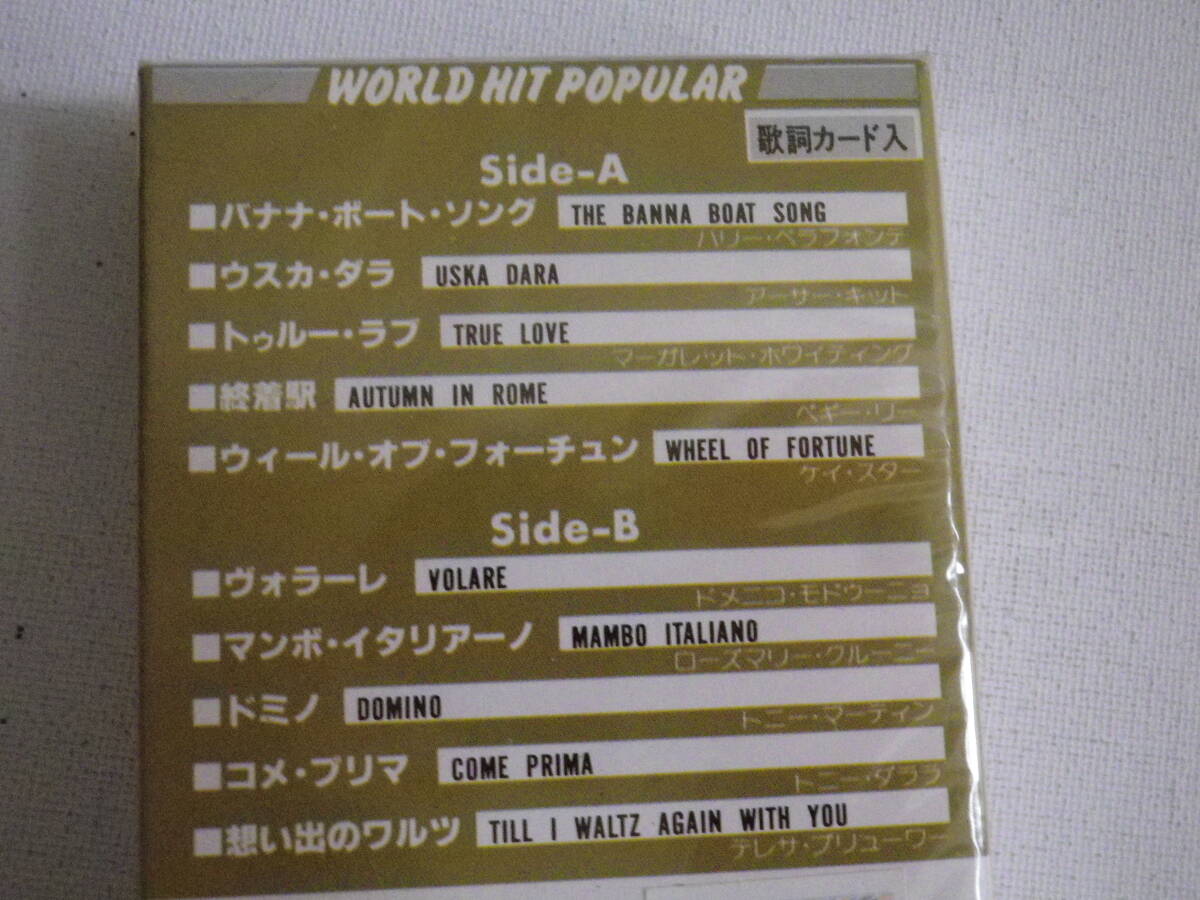 WORLD HIT POPULAR
歌詞カード入
Side-A
■バナナ・ボート・ソング THE BANNA BOAT SONG
ハリー・ベラフォンテ
■ウスカ・ダラ USKA DARA
アーサー・キット
■トゥルー・ラブ TRUE LOVE
マーガレット・ホワイティング
■終着駅 AUTUMN IN ROME
ペギー・リー
■ウィール・オブ・フォーチュン WHEEL OF FORTUNE
ケイ・スター
Side-B
■ヴォラーレ VOLARE
ドメニコ・モドゥーニョ
■マンボ・イタリアーノ MAMBO ITALIANO
ローズマリー・クルーニー
■ドミノ DOMINO
トニー・マーティン
■コメ・プリマ COME PRIMA
トニー・ダララ
■想い出のワルツ TILL I WALTZ AGAIN WITH YOU
テレサ・ブリューワー